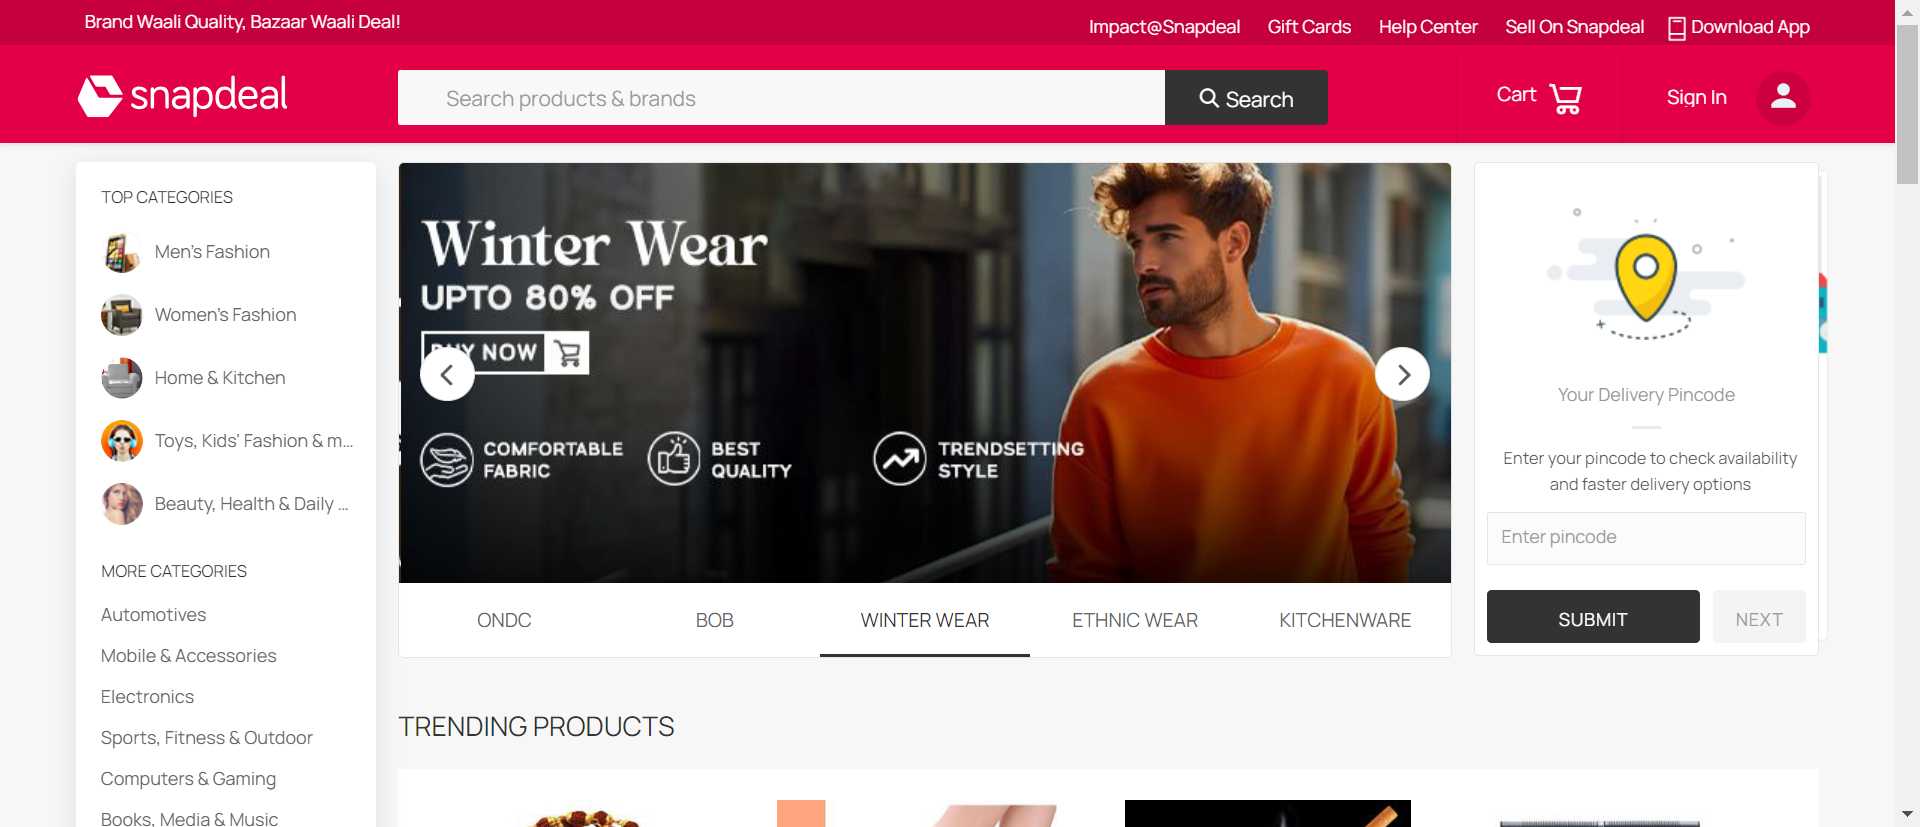 Brand Waali Quality, Bazaar Waali Deal!
Impact@Snapdeal
Gift Cards
Help Center
Sell On Snapdeal
Download App
snapdeal
Search products & brands
Search
Cart
Sign In
TOP CATEGORIES
Men's Fashion
Women's Fashion
Home & Kitchen
Toys, Kids' Fashion & m...
Beauty, Health & Daily ...
MORE CATEGORIES
Automotives
Mobile & Accessories
Electronics
Sports, Fitness & Outdoor
Computers & Gaming
Books, Media & Music
Winter Wear
UPTO 80% OFF
BUY NOW
COMFORTABLE
FABRIC
BEST
QUALITY
TRENDSETTING
STYLE
ONDC
BOB
WINTER WEAR
ETHNIC WEAR
KITCHENWARE
Your Delivery Pincode
Enter your pincode to check availability
and faster delivery options
Enter pincode
SUBMIT
NEXT
TRENDING PRODUCTS